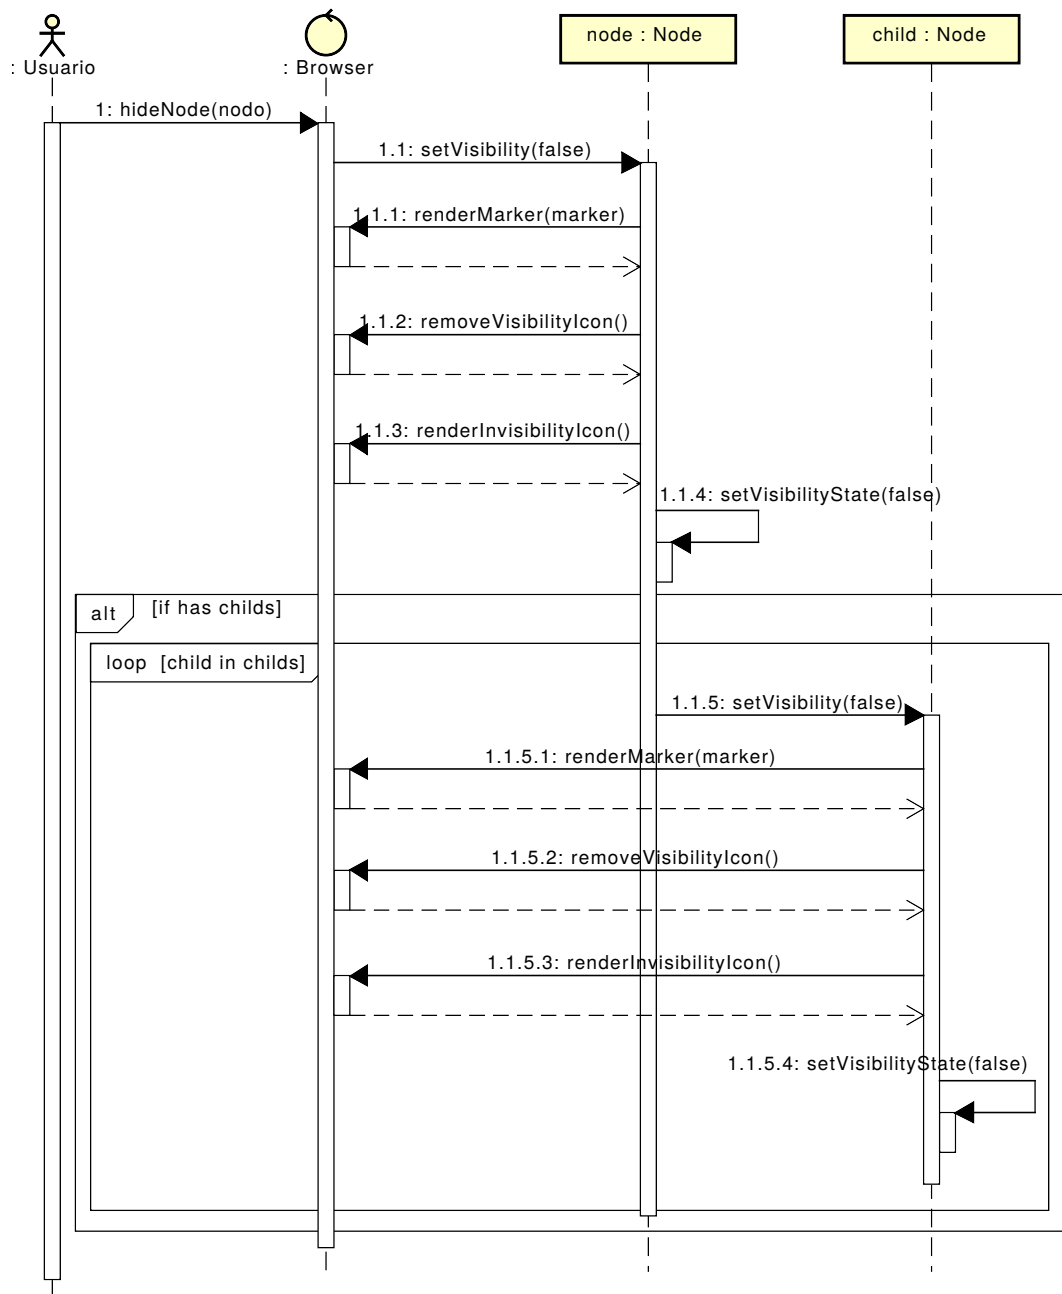 : Usuario
: Browser
node : Node
child : Node
1: hideNode(nodo)
1.1: setVisibility(false)
1.1.1: renderMarker(marker)
1.1.2: removeVisibilityIcon()
1.1.3: renderInvisibilityIcon()
1.1.4: setVisibilityState(false)
alt [if has childs]
loop [child in childs]
1.1.5: setVisibility(false)
1.1.5.1: renderMarker(marker)
1.1.5.2: removeVisibilityIcon()
1.1.5.3: renderInvisibilityIcon()
1.1.5.4: setVisibilityState(false)